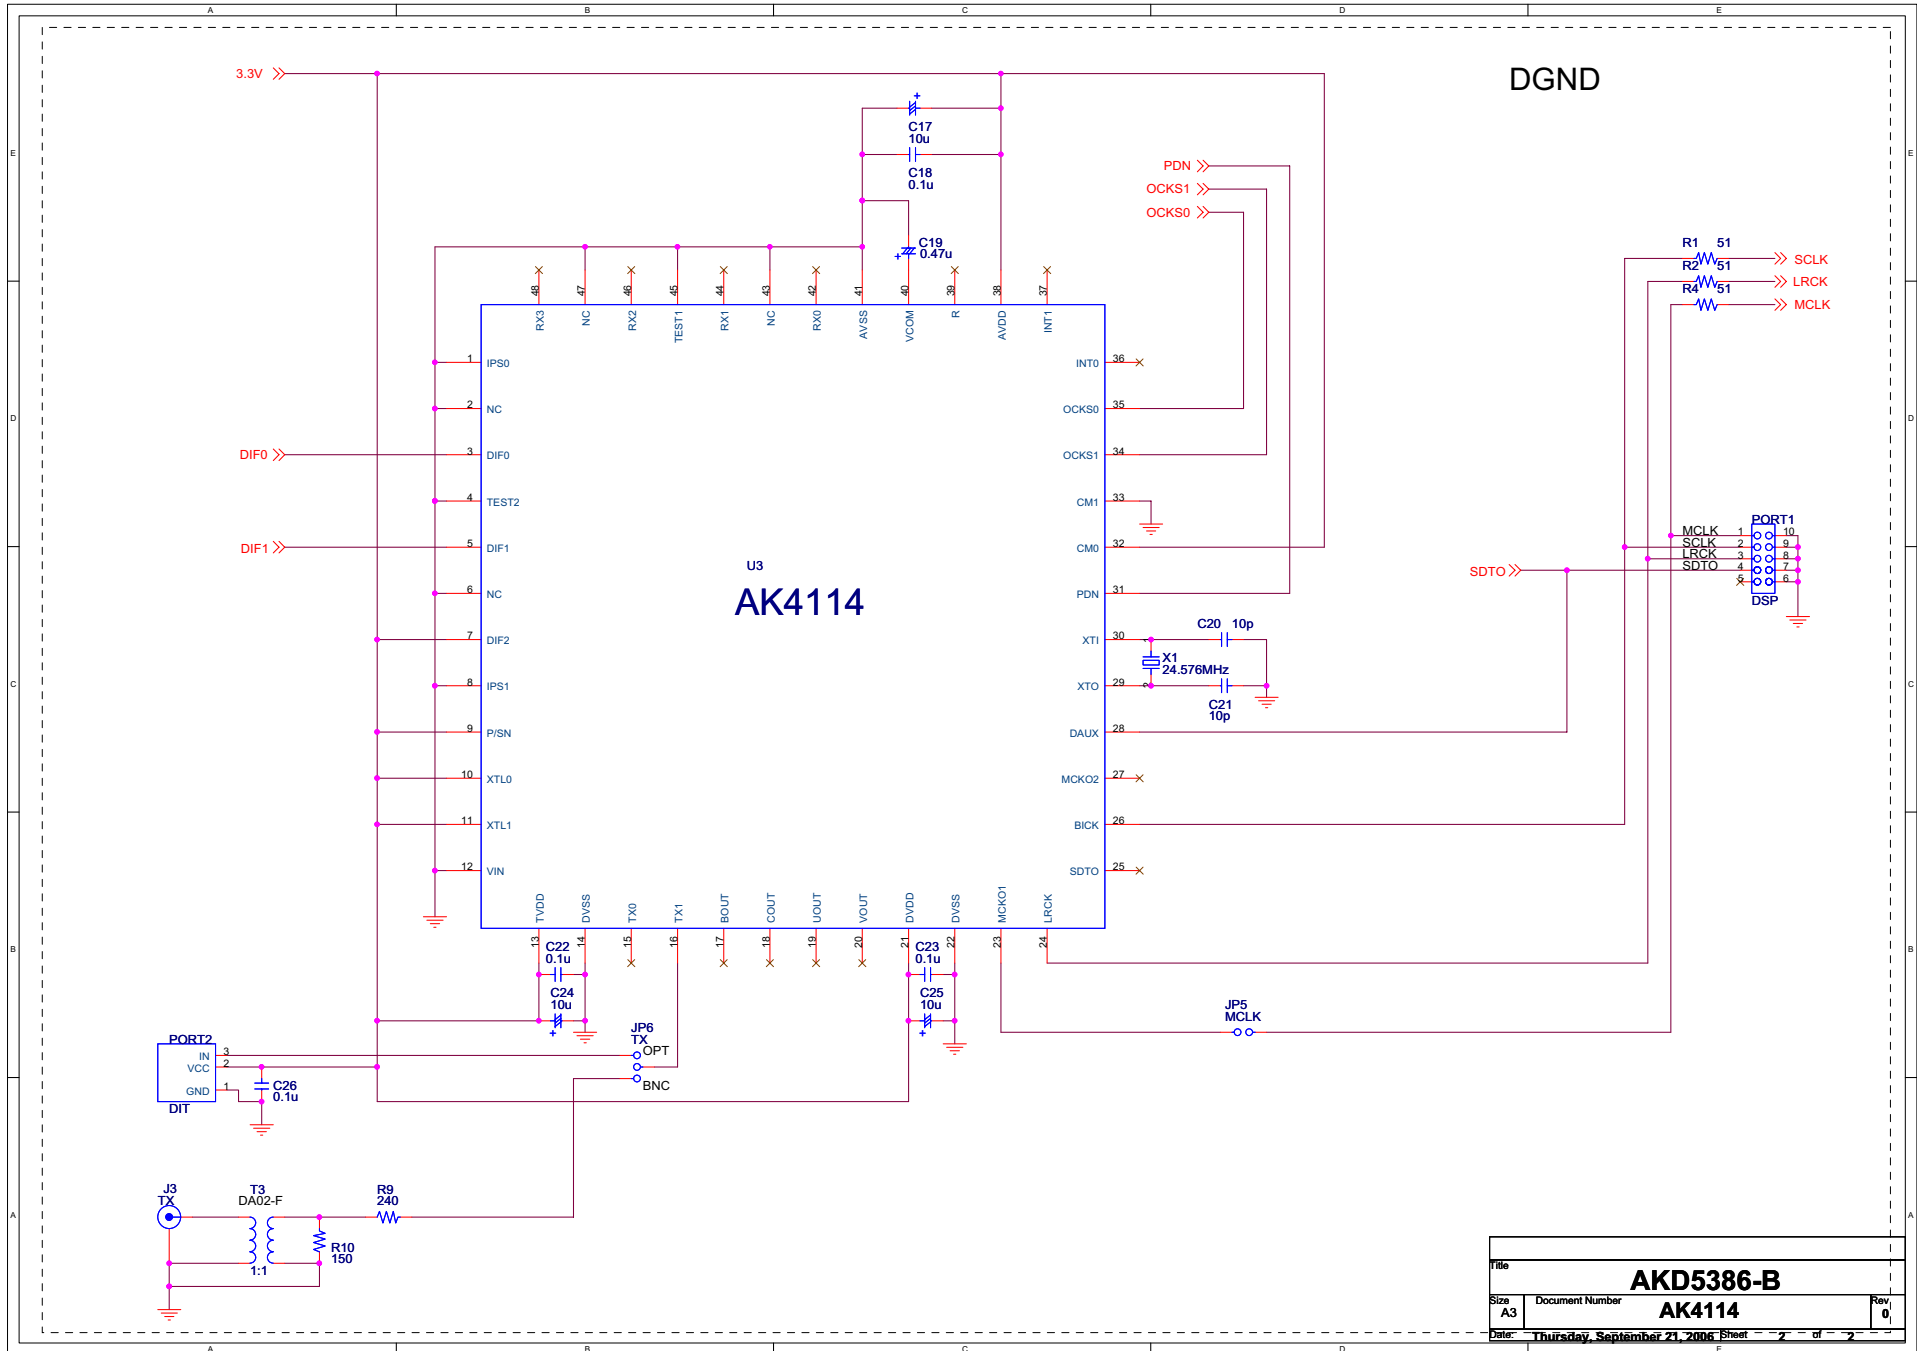 A B C D E
3.3V
DGND
+
C17
10u
C18
0.1u
PDN
OCKS1
OCKS0
C19
0.47u
+
R1 51
SCLK
R2 51
LRCK
R4 51
MCLK
48 47 46 45 44 43 42 41 40 39 38 37
RX3 NC RX2 TEST1 RX1 NC RX0 AVSS VCOM R AVDD INT1
1 IPS0
2 NC
DIF0
3 DIF0
4 TEST2
DIF1
5 DIF1
6 NC
7 DIF2
8 IPS1
9 P/SN
10 XTL0
11 XTL1
12 VIN
U3
AK4114
INT0 36
OCKS0 35
OCKS1 34
CM1 33
CM0 32
PDN 31
XTI 30
XTO 29
DAUX 28
MCKO2 27
BICK 26
SDTO 25
1
2
C20 10p
X1
24.576MHz
C21
10p
SDTO
PORT1
MCLK 1 10
SCLK 2 9
LRCK 3 8
SDTO 4 7
5 6
DSP
TVDD DVSS TX0 TX1 BOUT COUT UOUT VOUT DVDD DVSS MCKO1 LRCK
13 14 15 16 17 18 19 20 21 22 23 24
C22
0.1u
C24
10u
+
C23
0.1u
C25
10u
+
JP5
MCLK
JP6
TX
OPT
BNC
PORT2
IN 3
VCC 2
GND 1
DIT
C26
0.1u
J3
TX
T3
DA02-F
1:1
R9
240
R10
150
Title
AKD5386-B
Size
A3
Document Number
AK4114
Rev
0
Date: Thursday, September 21, 2006 Sheet 2 of 2
E D C B A
E D C B A
A B C D E